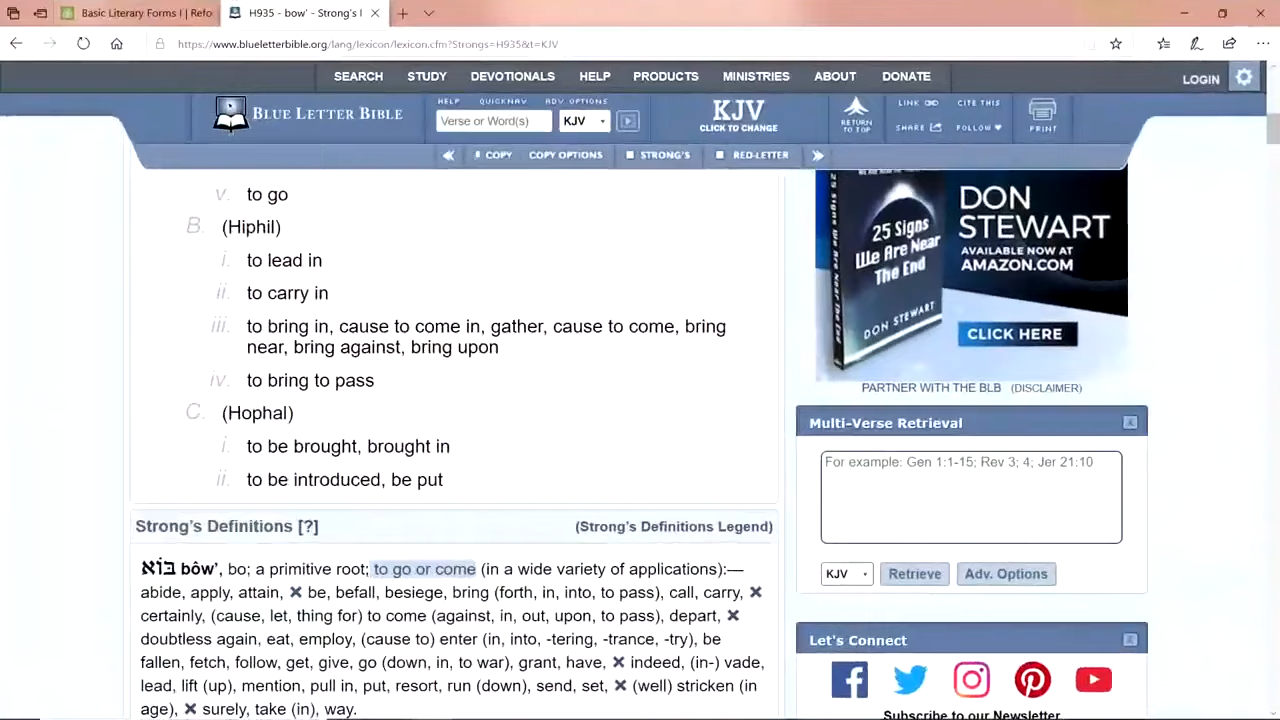 Basic Literary Forms | Refo
H935 - bow' - Strong's I
https://www.blueletterbible.org/lang/lexicon/lexicon.cfm?Strongs=H935&t=KJV
SEARCH STUDY DEVOTIONALS HELP PRODUCTS MINISTRIES ABOUT DONATE
LOGIN
BLUE LETTER BIBLE
HELP QUICKNAV ADV OPTIONS
Verse or Word(s) KJV
KJV
CLICK TO CHANGE
RETURN
TO TOP
LINK CITE THIS
SHARE FOLLOW
PRINT
COPY COPY OPTIONS STRONG'S RED-LETTER
v. to go
B. (Hiphil)
i. to lead in
ii. to carry in
iii. to bring in, cause to come in, gather, cause to come, bring
near, bring against, bring upon
iv. to bring to pass
C. (Hophal)
i. to be brought, brought in
ii. to be introduced, be put
Strong's Definitions [?] (Strong's Definitions Legend)
בּוֹא bôwʼ, bo; a primitive root; to go or come (in a wide variety of applications):—
abide, apply, attain, × be, befall, besiege, bring (forth, in, into, to pass), call, carry, ×
certainly, (cause, let, thing for) to come (against, in, out, upon, to pass), depart, ×
doubtless again, eat, employ, (cause to) enter (in, into, -tering, -trance, -try), be
fallen, fetch, follow, get, give, go (down, in, to war), grant, have, × indeed, (in-) vade,
lead, lift (up), mention, pull in, put, resort, run (down), send, set, × (well) stricken (in
age), × surely, take (in), way.
25 Signs
We Are Near
The End
DON STEWART
25 SIGNS WE ARE NEAR THE END
DON
STEWART
AVAILABLE NOW AT
AMAZON.COM
CLICK HERE
PARTNER WITH THE BLB (DISCLAIMER)
Multi-Verse Retrieval
For example: Gen 1:1-15; Rev 3; 4; Jer 21:10
KJV Retrieve Adv. Options
Let's Connect
Subscribe to our Newsletter